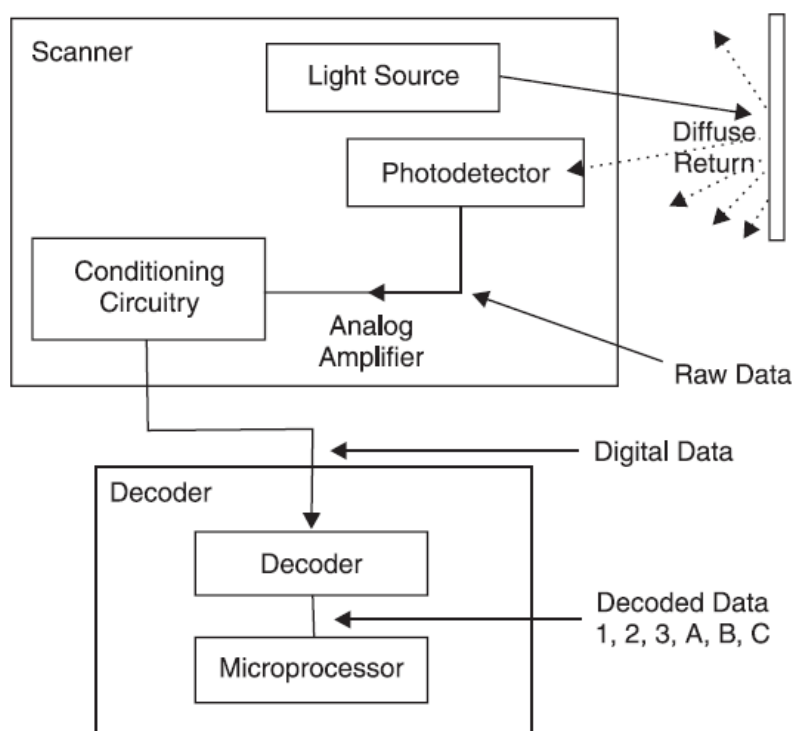 Scanner
Light Source
Diffuse
Return
Photodetector
Conditioning
Circuitry
Analog
Amplifier
Raw Data
Digital Data
Decoder
Decoder
Decoded Data
1, 2, 3, A, B, C
Microprocessor